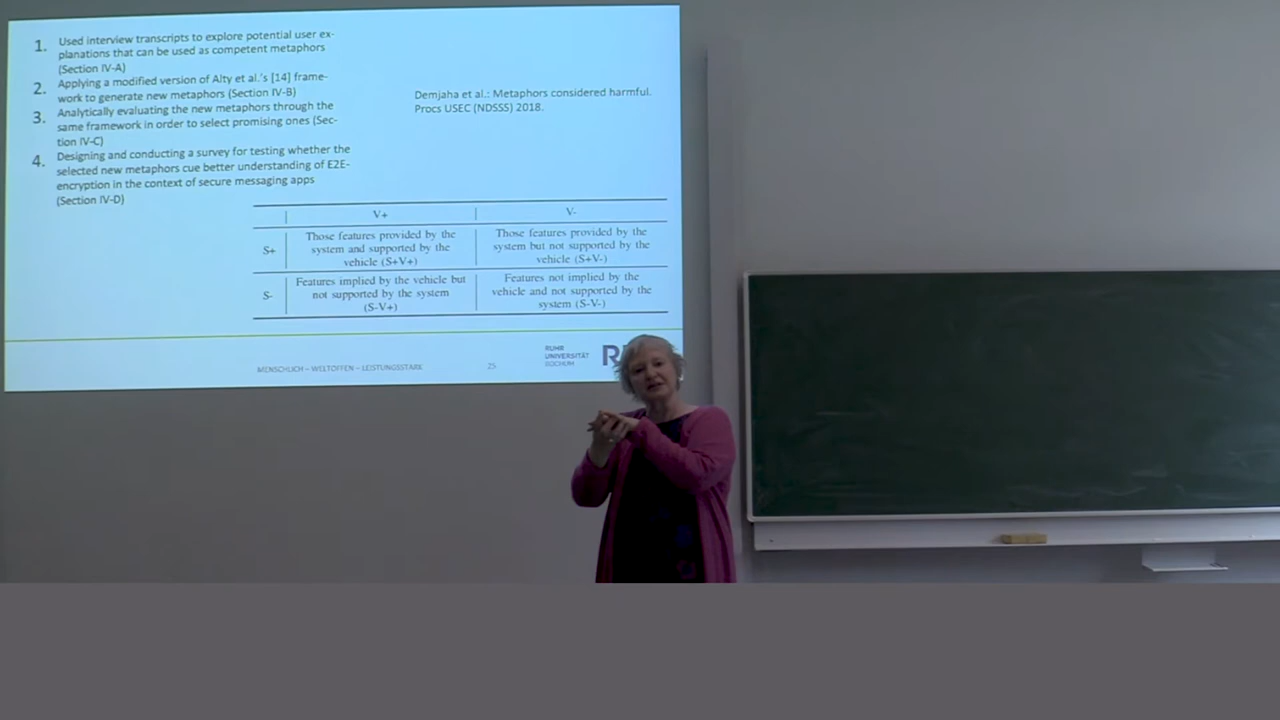 1. Used interview transcripts to explore potential user ex-
planations that can be used as competent metaphors
(Section IV-A)
2. Applying a modified version of Alty et al.'s [14] frame-
work to generate new metaphors (Section IV-B)
3. Analytically evaluating the new metaphors through the
same framework in order to select promising ones (Sec-
tion IV-C)
4. Designing and conducting a survey for testing whether the
selected new metaphors cue better understanding of E2E-
encryption in the context of secure messaging apps
(Section IV-D)
Demjaha et al.: Metaphors considered harmful.
Procs USEC (NDSSS) 2018.
V+ V-
S+ Those features provided by the
system and supported by the
vehicle (S+V+)
Those features provided by the
system but not supported by the
vehicle (S+V-)
S- Features implied by the vehicle but
not supported by the system
(S-V+)
Features not implied by the
vehicle and not supported by the
system (S-V-)
MENSCHLICH – WELTOFFEN – LEISTUNGSSTARK
25
RUHR
UNIVERSITÄT
BOCHUM
R